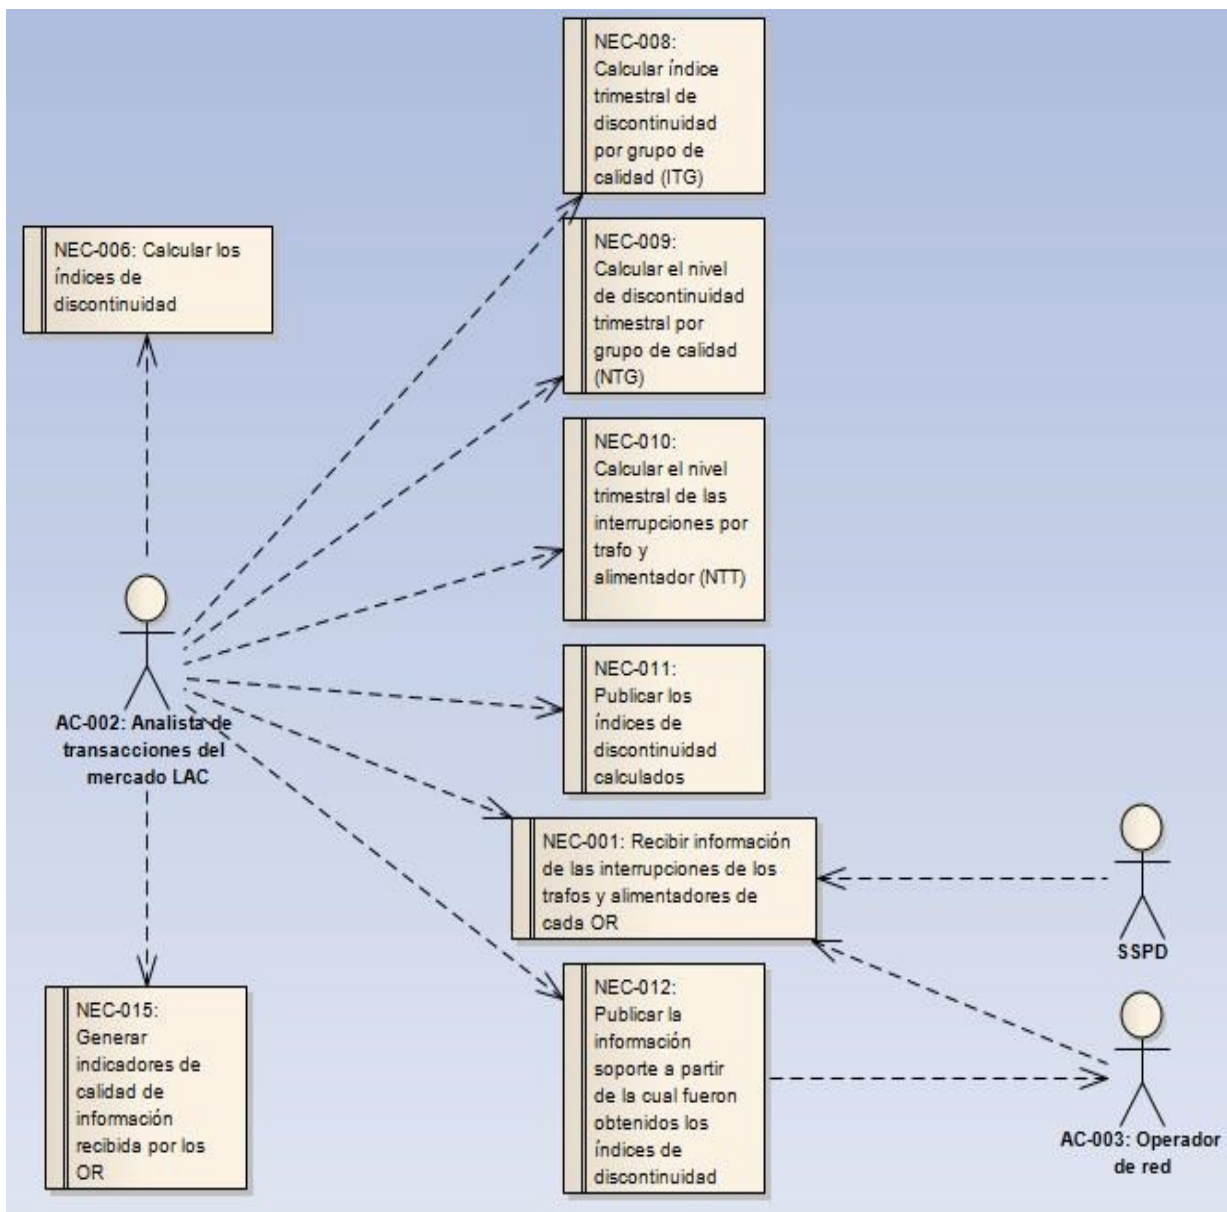 NEC-008:
Calcular índice
trimestral de
discontinuidad
por grupo de
calidad (ITG)
NEC-006: Calcular los
índices de
discontinuidad
NEC-009:
Calcular el nivel
de discontinuidad
trimestral por
grupo de calidad
(NTG)
NEC-010:
Calcular el nivel
trimestral de las
interrupciones por
trafo y
alimentador (NTT)
AC-002: Analista de
transacciones del
mercado LAC
NEC-011:
Publicar los
índices de
discontinuidad
calculados
NEC-001: Recibir información
de las interrupciones de los
trafos y alimentadores de
cada OR
SSPD
NEC-015:
Generar
indicadores de
calidad de
información
recibida por los
OR
NEC-012:
Publicar la
información
soporte a partir
de la cual fueron
obtenidos los
índices de
discontinuidad
AC-003: Operador
de red